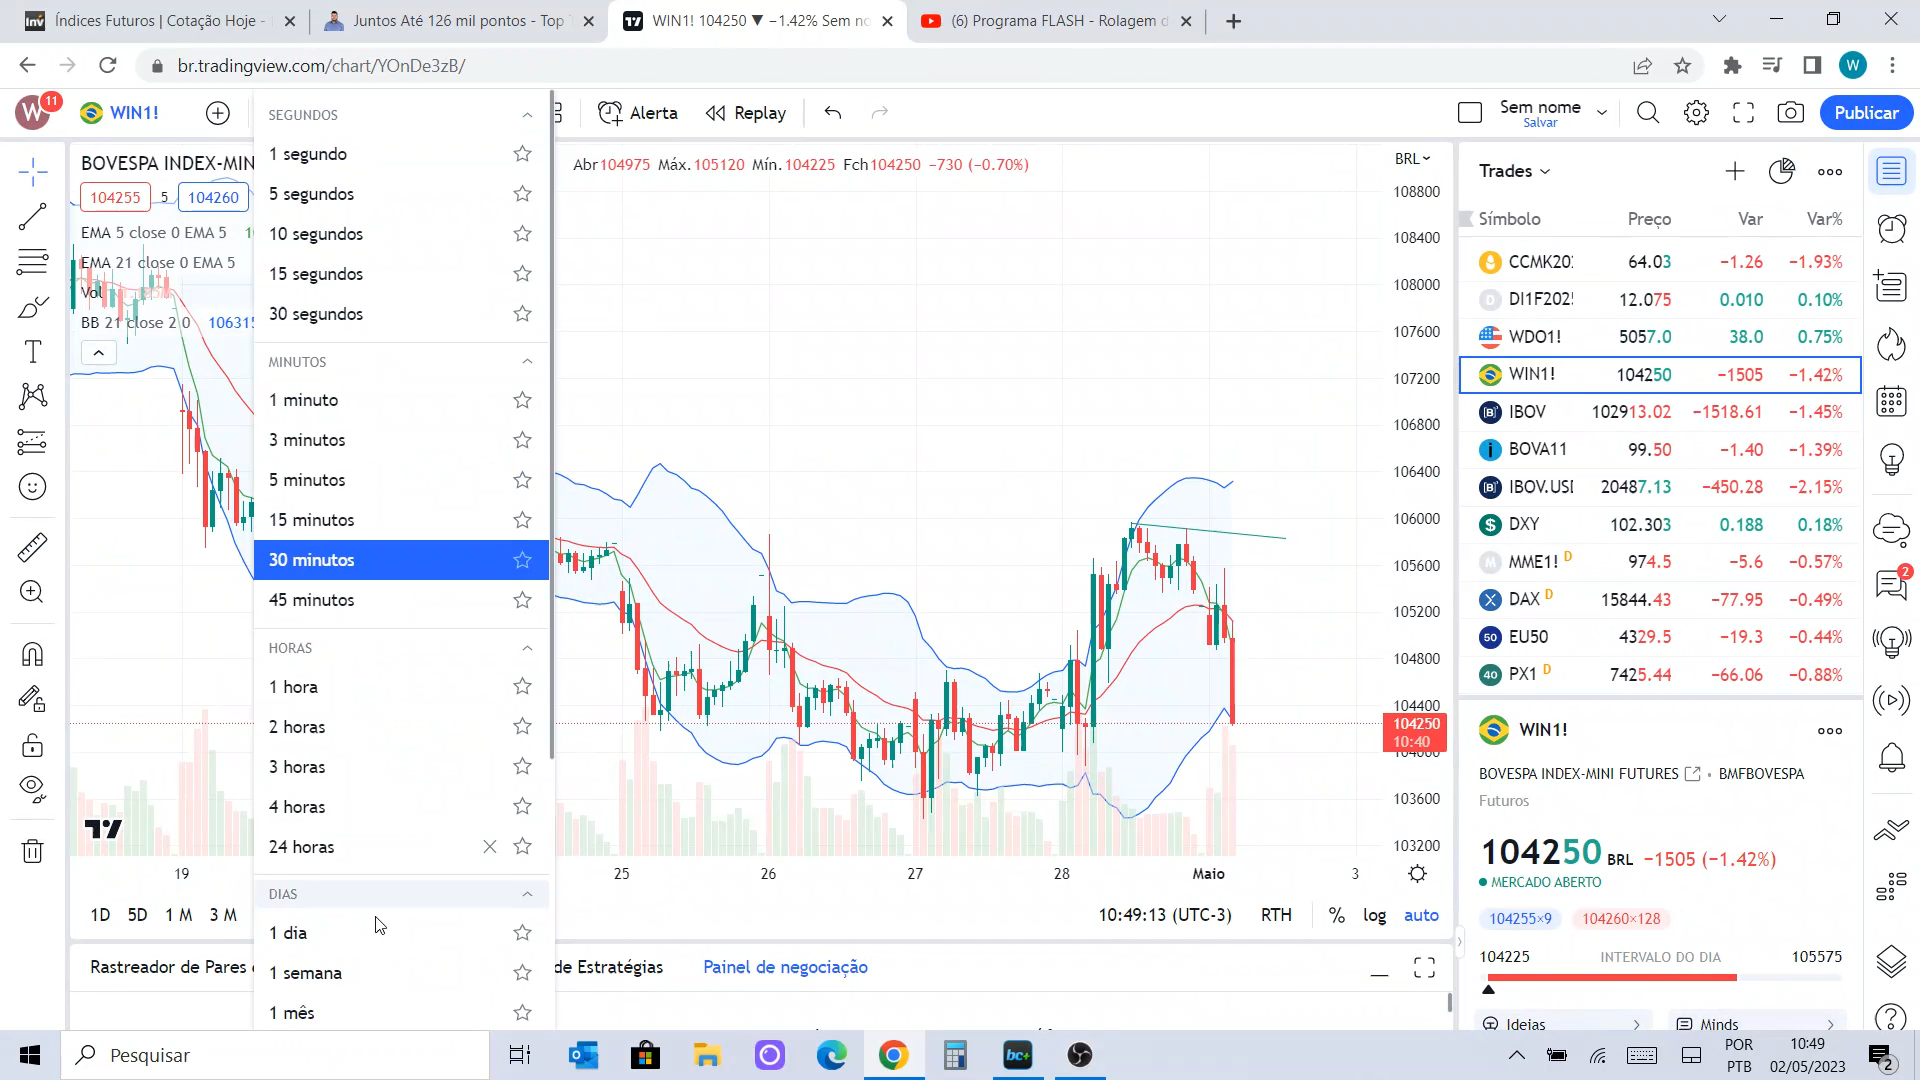 Índices Futuros | Cotação Hoje -
Juntos Até 126 mil pontos - Top
WIN1! 104250 ▼ −1.42% Sem no
(6) Programa FLASH - Rolagem d
br.tradingview.com/chart/YOnDe3zB/
W
W 11
WIN1!
Alerta
Replay
Sem nome
Salvar
Publicar
BOVESPA INDEX-MIN
Abr104975 Máx.105120 Mín.104225 Fch104250 −730 (−0.70%)
BRL
104255
5
104260
EMA 5 close 0 EMA 5
EMA 21 close 0 EMA 5
Vol
BB 21 close 2 0 10631
SEGUNDOS
1 segundo
5 segundos
10 segundos
15 segundos
30 segundos
MINUTOS
1 minuto
3 minutos
5 minutos
15 minutos
30 minutos
45 minutos
HORAS
1 hora
2 horas
3 horas
4 horas
24 horas
DIAS
1 dia
1 semana
1 mês
108800
108400
108000
107600
107200
106800
106400
106000
105600
105200
104800
104400
104250
10:40
103600
103200
19
25
26
27
28
Maio
3
1D 5D 1 M 3 M
10:49:13 (UTC-3) RTH % log auto
Rastreador de Pares
de Estratégias
Painel de negociação
Trades
Símbolo Preço Var Var%
CCMK20 64.03 −1.26 −1.93%
DI1F202 12.075 0.010 0.10%
WDO1! 5057.0 38.0 0.75%
WIN1! 104250 −1505 −1.42%
IBOV 102913.02 −1518.61 −1.45%
BOVA11 99.50 −1.40 −1.39%
IBOV.USD 20487.13 −450.28 −2.15%
DXY 102.303 0.188 0.18%
MME1! D 974.5 −5.6 −0.57%
DAX D 15844.43 −77.95 −0.49%
EU50 4329.5 −19.3 −0.44%
PX1 D 7425.44 −66.06 −0.88%
WIN1!
BOVESPA INDEX-MINI FUTURES • BMFBOVESPA
Futuros
104250 BRL −1505 (−1.42%)
MERCADO ABERTO
104255×9 104260×128
104225 INTERVALO DO DIA 105575
Ideias
Minds
2
Pesquisar
POR
PTB
10:49
02/05/2023
2